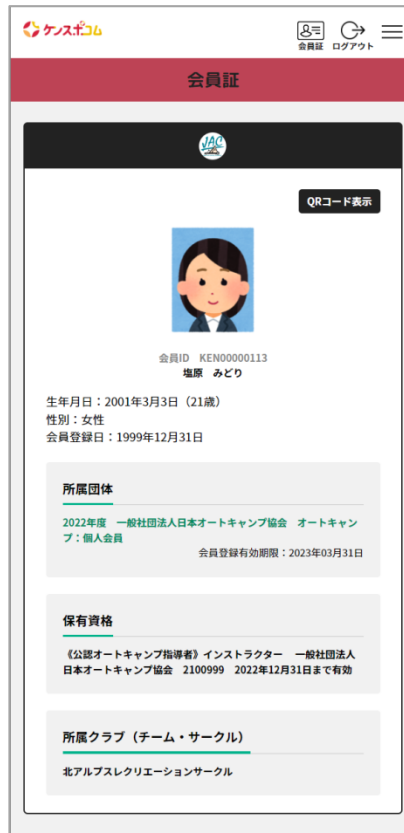 ケンスポコム
会員証 ログアウト
会員証
JAC
QRコード表示
会員ID KEN00000113
塩原 みどり
生年月日：2001年3月3日（21歳）
性別：女性
会員登録日：1999年12月31日
所属団体
2022年度 一般社団法人日本オートキャンプ協会 オートキャン
プ：個人会員
会員登録有効期限：2023年03月31日
保有資格
《公認オートキャンプ指導者》インストラクター 一般社団法人
日本オートキャンプ協会 2100999 2022年12月31日まで有効
所属クラブ（チーム・サークル）
北アルプスレクリエーションサークル